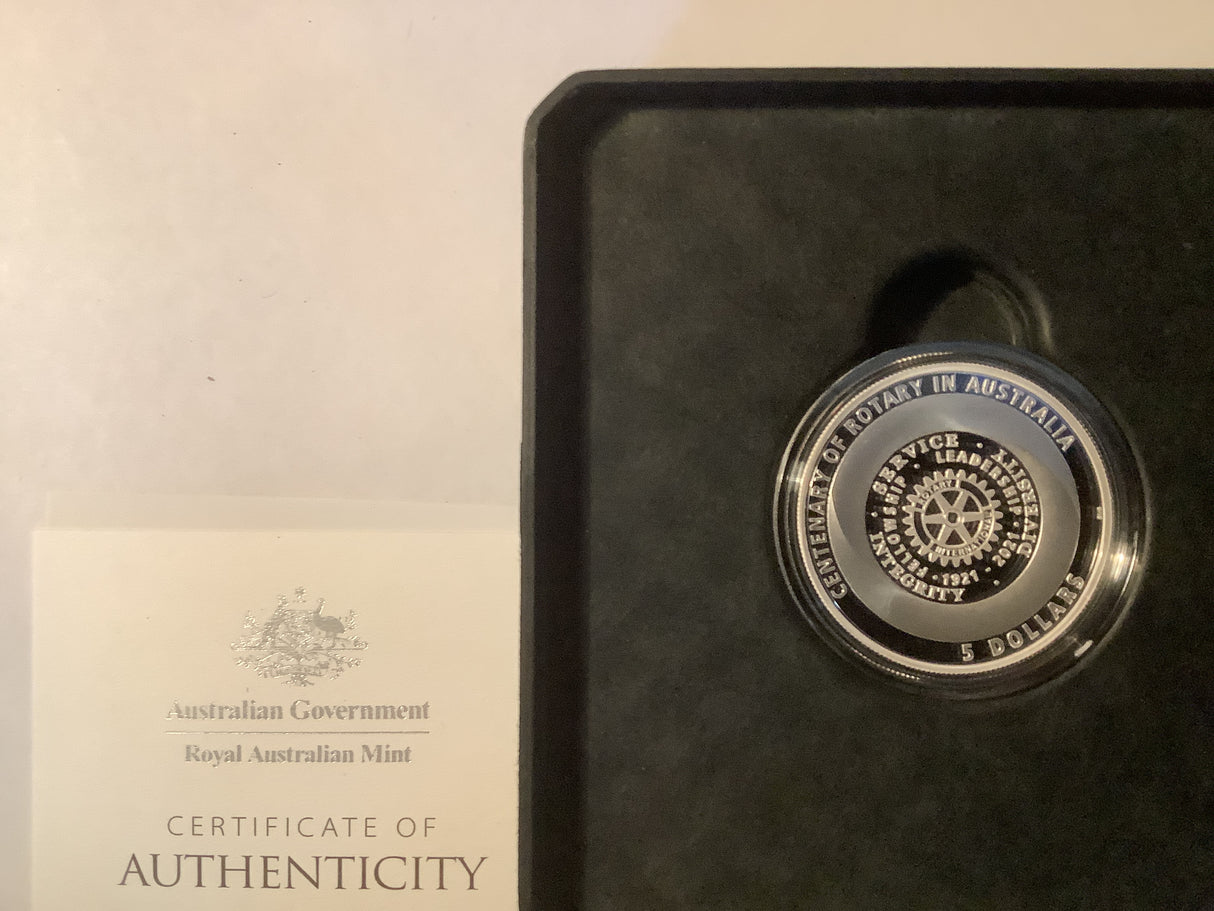 Australian Government
Royal Australian Mint
CERTIFICATE OF
AUTHENTICITY
CENTENARY OF ROTARY IN AUSTRALIA
5 DOLLARS
SERVICE · DIVERSITY · INTEGRITY ·
LEADERSHIP · 1921 - 2021 · FELLOWSHIP ·
ROTARY
INTERNATIONAL